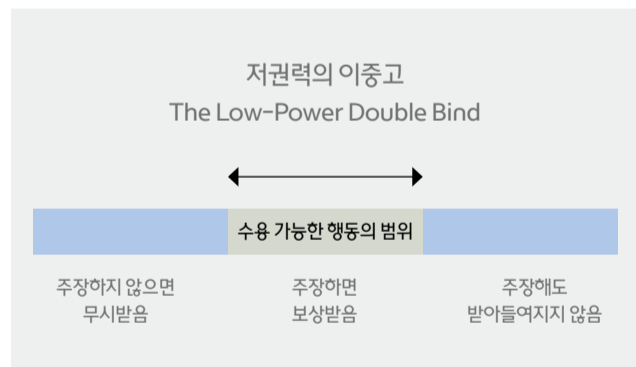 저권력의 이중고
The Low-Power Double Bind
수용 가능한 행동의 범위
주장하지 않으면
무시받음
주장하면
보상받음
주장해도
받아들여지지 않음